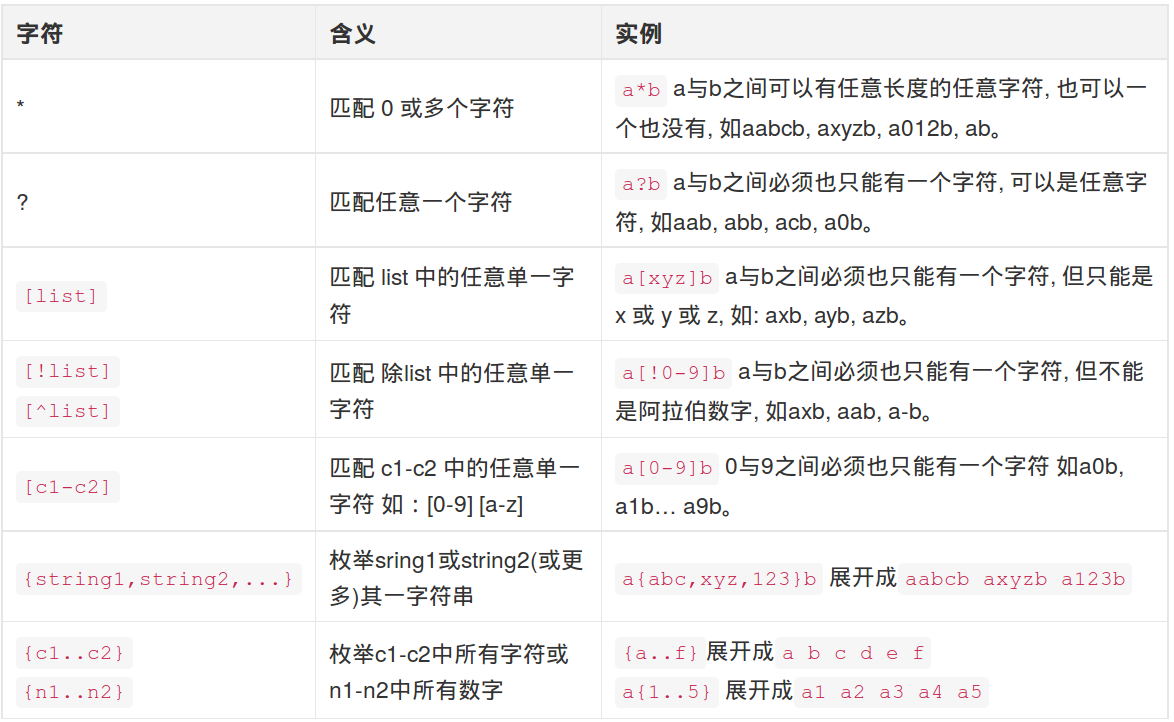 字符 含义 实例
* 匹配 0 或多个字符 a*b a与b之间可以有任意长度的任意字符, 也可以一
个也没有, 如aabcb, axyzb, a012b, ab。
? 匹配任意一个字符 a?b a与b之间必须也只能有一个字符, 可以是任意字
符, 如aab, abb, acb, a0b。
[list] 匹配 list 中的任意单一字
符
a[xyz]b a与b之间必须也只能有一个字符, 但只能是
x 或 y 或 z, 如: axb, ayb, azb。
[!list]
[^list]
匹配 除list 中的任意单一
字符
a[!0-9]b a与b之间必须也只能有一个字符, 但不能
是阿拉伯数字, 如axb, aab, a-b。
[c1-c2]
匹配 c1-c2 中的任意单一
字符 如：[0-9] [a-z]
a[0-9]b 0与9之间必须也只能有一个字符 如a0b,
a1b... a9b。
{string1,string2,...}
枚举sring1或string2(或更
多)其一字符串
a{abc,xyz,123}b 展开成 aabcb axyzb a123b
{c1..c2}
{n1..n2}
枚举c1-c2中所有字符或
n1-n2中所有数字
{a..f} 展开成 a b c d e f
a{1..5} 展开成 a1 a2 a3 a4 a5